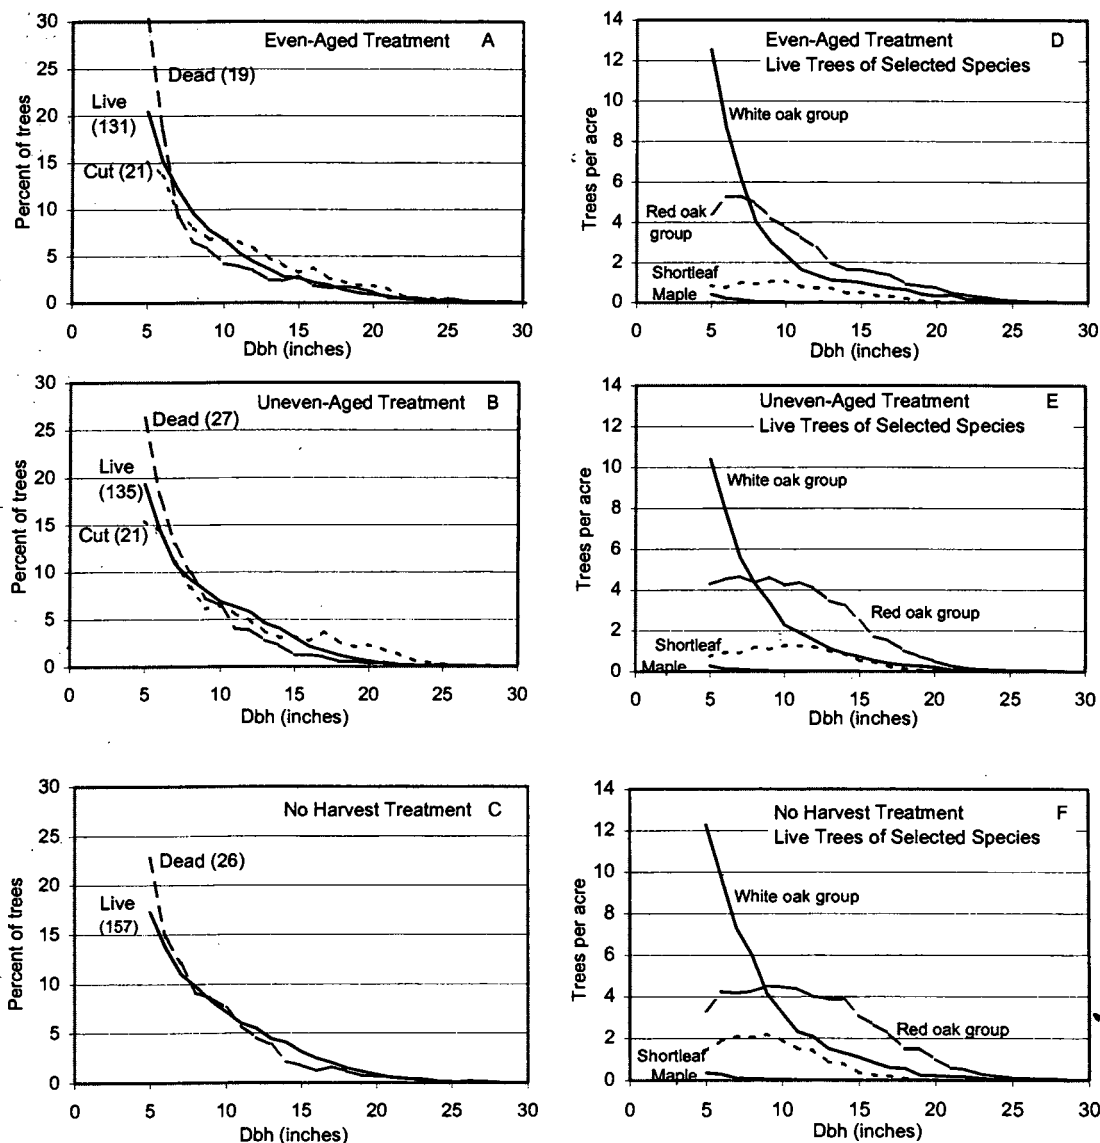 Even-Aged Treatment A
Percent of trees
30
25
20
15
10
5
0
Dead (19)
Live
(131)
Cut (21)
0 5 10 15 20 25 30
Dbh (inches)
Even-Aged Treatment D
Live Trees of Selected Species
Trees per acre
14
12
10
8
6
4
2
0
White oak group
Red oak
group
Shortleaf
Maple
0 5 10 15 20 25 30
Dbh (inches)
Uneven-Aged Treatment B
Percent of trees
30
25
20
15
10
5
0
Dead (27)
Live
(135)
Cut (21)
0 5 10 15 20 25 30
Dbh (inches)
Uneven-Aged Treatment E
Live Trees of Selected Species
Trees per acre
14
12
10
8
6
4
2
0
White oak group
Red oak group
Shortleaf
Maple
0 5 10 15 20 25 30
Dbh (inches)
No Harvest Treatment C
Percent of trees
30
25
20
15
10
5
0
Dead (26)
Live
(157)
0 5 10 15 20 25 30
Dbh (inches)
No Harvest Treatment F
Live Trees of Selected Species
Trees per acre
14
12
10
8
6
4
2
0
White oak group
Red oak group
Shortleaf
Maple
0 5 10 15 20 25 30
Dbh (inches)